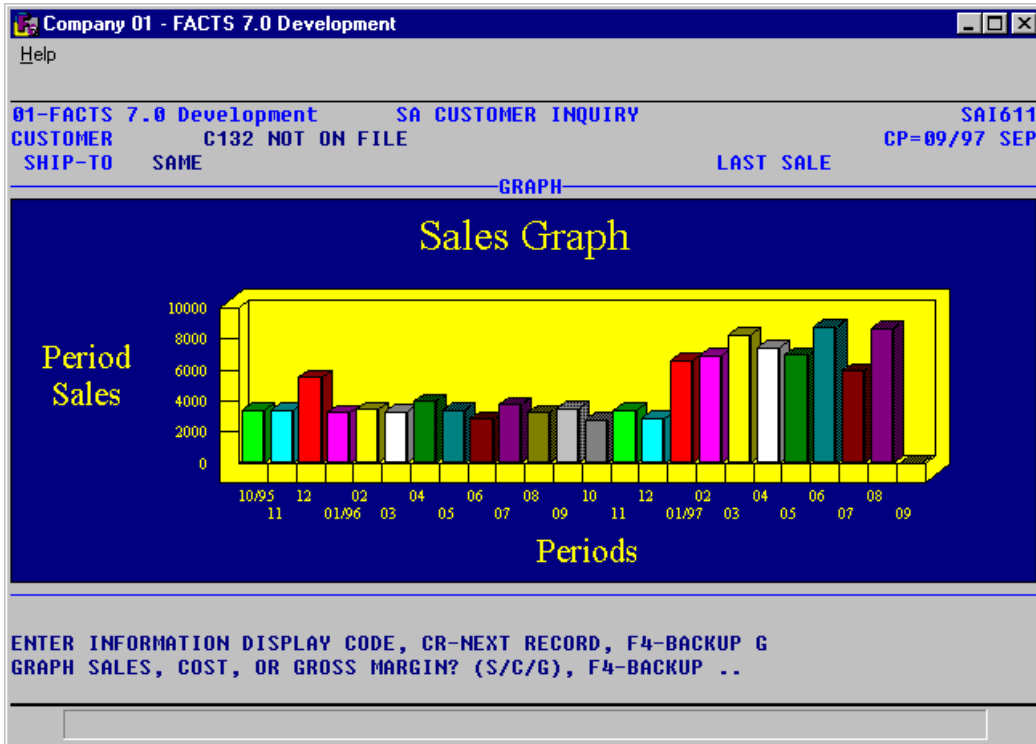 Company 01 - FACTS 7.0 Development
Help
01-FACTS 7.0 Development SA CUSTOMER INQUIRY SAI611
CUSTOMER C132 NOT ON FILE CP=09/97 SEP
SHIP-TO SAME LAST SALE
GRAPH
Sales Graph
Period
Sales
10000
8000
6000
4000
2000
0
10/95 12 02 04 06 08 10 12 02 04 06 08
11 01/96 03 05 07 09 11 01/97 03 05 07 09
Periods
ENTER INFORMATION DISPLAY CODE, CR-NEXT RECORD, F4-BACKUP G
GRAPH SALES, COST, OR GROSS MARGIN? (S/C/G), F4-BACKUP ..